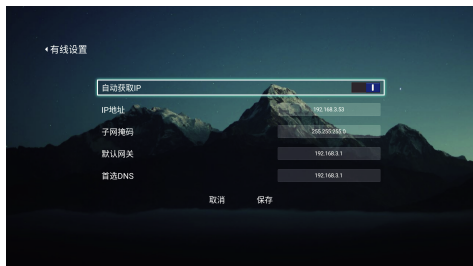 有线设置
自动获取IP
IP地址 192.168.3.53
子网掩码 255.255.255.0
默认网关 192.168.3.1
首选DNS 192.168.3.1
取消 保存